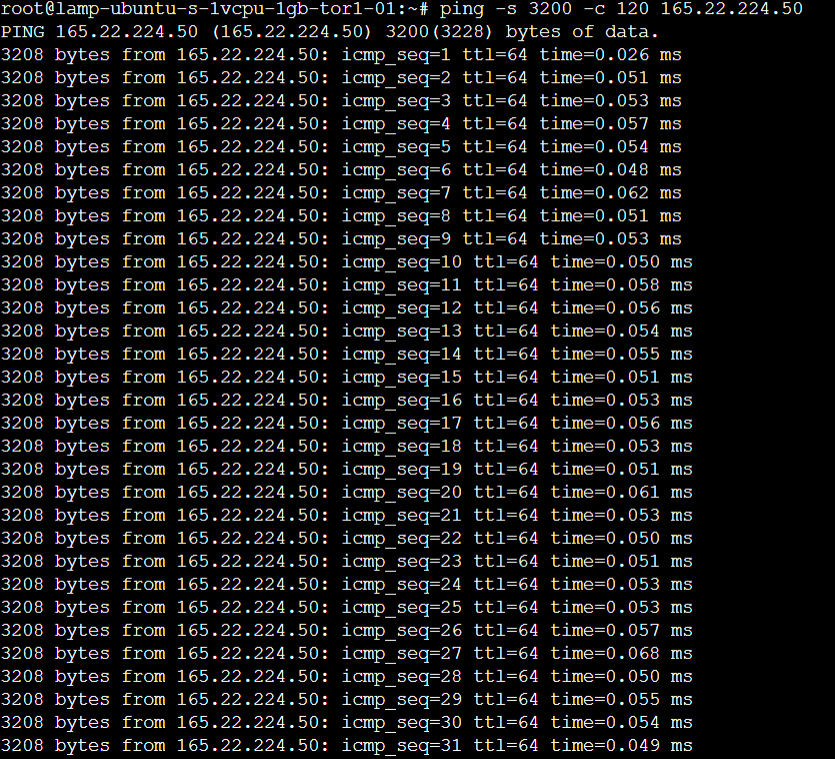 root@lamp-ubuntu-s-1vcpu-1gb-tor1-01:~# ping -s 3200 -c 120 165.22.224.50
PING 165.22.224.50 (165.22.224.50) 3200(3228) bytes of data.
3208 bytes from 165.22.224.50: icmp_seq=1 ttl=64 time=0.026 ms
3208 bytes from 165.22.224.50: icmp_seq=2 ttl=64 time=0.051 ms
3208 bytes from 165.22.224.50: icmp_seq=3 ttl=64 time=0.053 ms
3208 bytes from 165.22.224.50: icmp_seq=4 ttl=64 time=0.057 ms
3208 bytes from 165.22.224.50: icmp_seq=5 ttl=64 time=0.054 ms
3208 bytes from 165.22.224.50: icmp_seq=6 ttl=64 time=0.048 ms
3208 bytes from 165.22.224.50: icmp_seq=7 ttl=64 time=0.062 ms
3208 bytes from 165.22.224.50: icmp_seq=8 ttl=64 time=0.051 ms
3208 bytes from 165.22.224.50: icmp_seq=9 ttl=64 time=0.053 ms
3208 bytes from 165.22.224.50: icmp_seq=10 ttl=64 time=0.050 ms
3208 bytes from 165.22.224.50: icmp_seq=11 ttl=64 time=0.058 ms
3208 bytes from 165.22.224.50: icmp_seq=12 ttl=64 time=0.056 ms
3208 bytes from 165.22.224.50: icmp_seq=13 ttl=64 time=0.054 ms
3208 bytes from 165.22.224.50: icmp_seq=14 ttl=64 time=0.055 ms
3208 bytes from 165.22.224.50: icmp_seq=15 ttl=64 time=0.051 ms
3208 bytes from 165.22.224.50: icmp_seq=16 ttl=64 time=0.053 ms
3208 bytes from 165.22.224.50: icmp_seq=17 ttl=64 time=0.056 ms
3208 bytes from 165.22.224.50: icmp_seq=18 ttl=64 time=0.053 ms
3208 bytes from 165.22.224.50: icmp_seq=19 ttl=64 time=0.051 ms
3208 bytes from 165.22.224.50: icmp_seq=20 ttl=64 time=0.061 ms
3208 bytes from 165.22.224.50: icmp_seq=21 ttl=64 time=0.053 ms
3208 bytes from 165.22.224.50: icmp_seq=22 ttl=64 time=0.050 ms
3208 bytes from 165.22.224.50: icmp_seq=23 ttl=64 time=0.051 ms
3208 bytes from 165.22.224.50: icmp_seq=24 ttl=64 time=0.053 ms
3208 bytes from 165.22.224.50: icmp_seq=25 ttl=64 time=0.053 ms
3208 bytes from 165.22.224.50: icmp_seq=26 ttl=64 time=0.057 ms
3208 bytes from 165.22.224.50: icmp_seq=27 ttl=64 time=0.068 ms
3208 bytes from 165.22.224.50: icmp_seq=28 ttl=64 time=0.050 ms
3208 bytes from 165.22.224.50: icmp_seq=29 ttl=64 time=0.055 ms
3208 bytes from 165.22.224.50: icmp_seq=30 ttl=64 time=0.054 ms
3208 bytes from 165.22.224.50: icmp_seq=31 ttl=64 time=0.049 ms